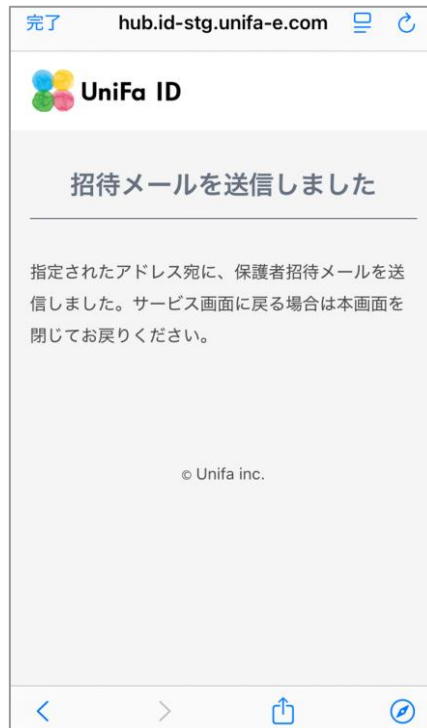 完了 hub.id-stg.unifa-e.com
UniFa ID
招待メールを送信しました
指定されたアドレス宛に、保護者招待メールを送
信しました。サービス画面に戻る場合は本画面を
閉じてお戻りください。
© Unifa inc.